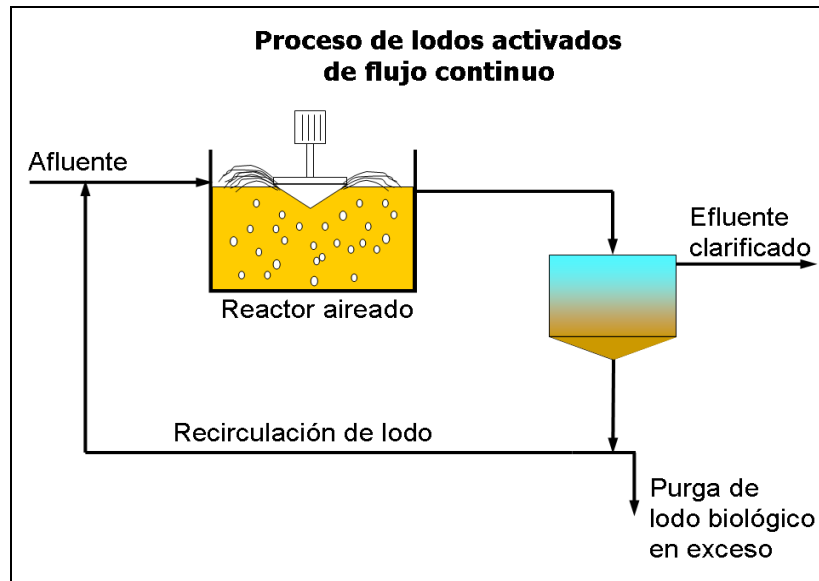 Proceso de lodos activados
de flujo continuo
Afluente
Efluente
clarificado
Reactor aireado
Recirculación de lodo
Purga de
lodo biológico
en exceso